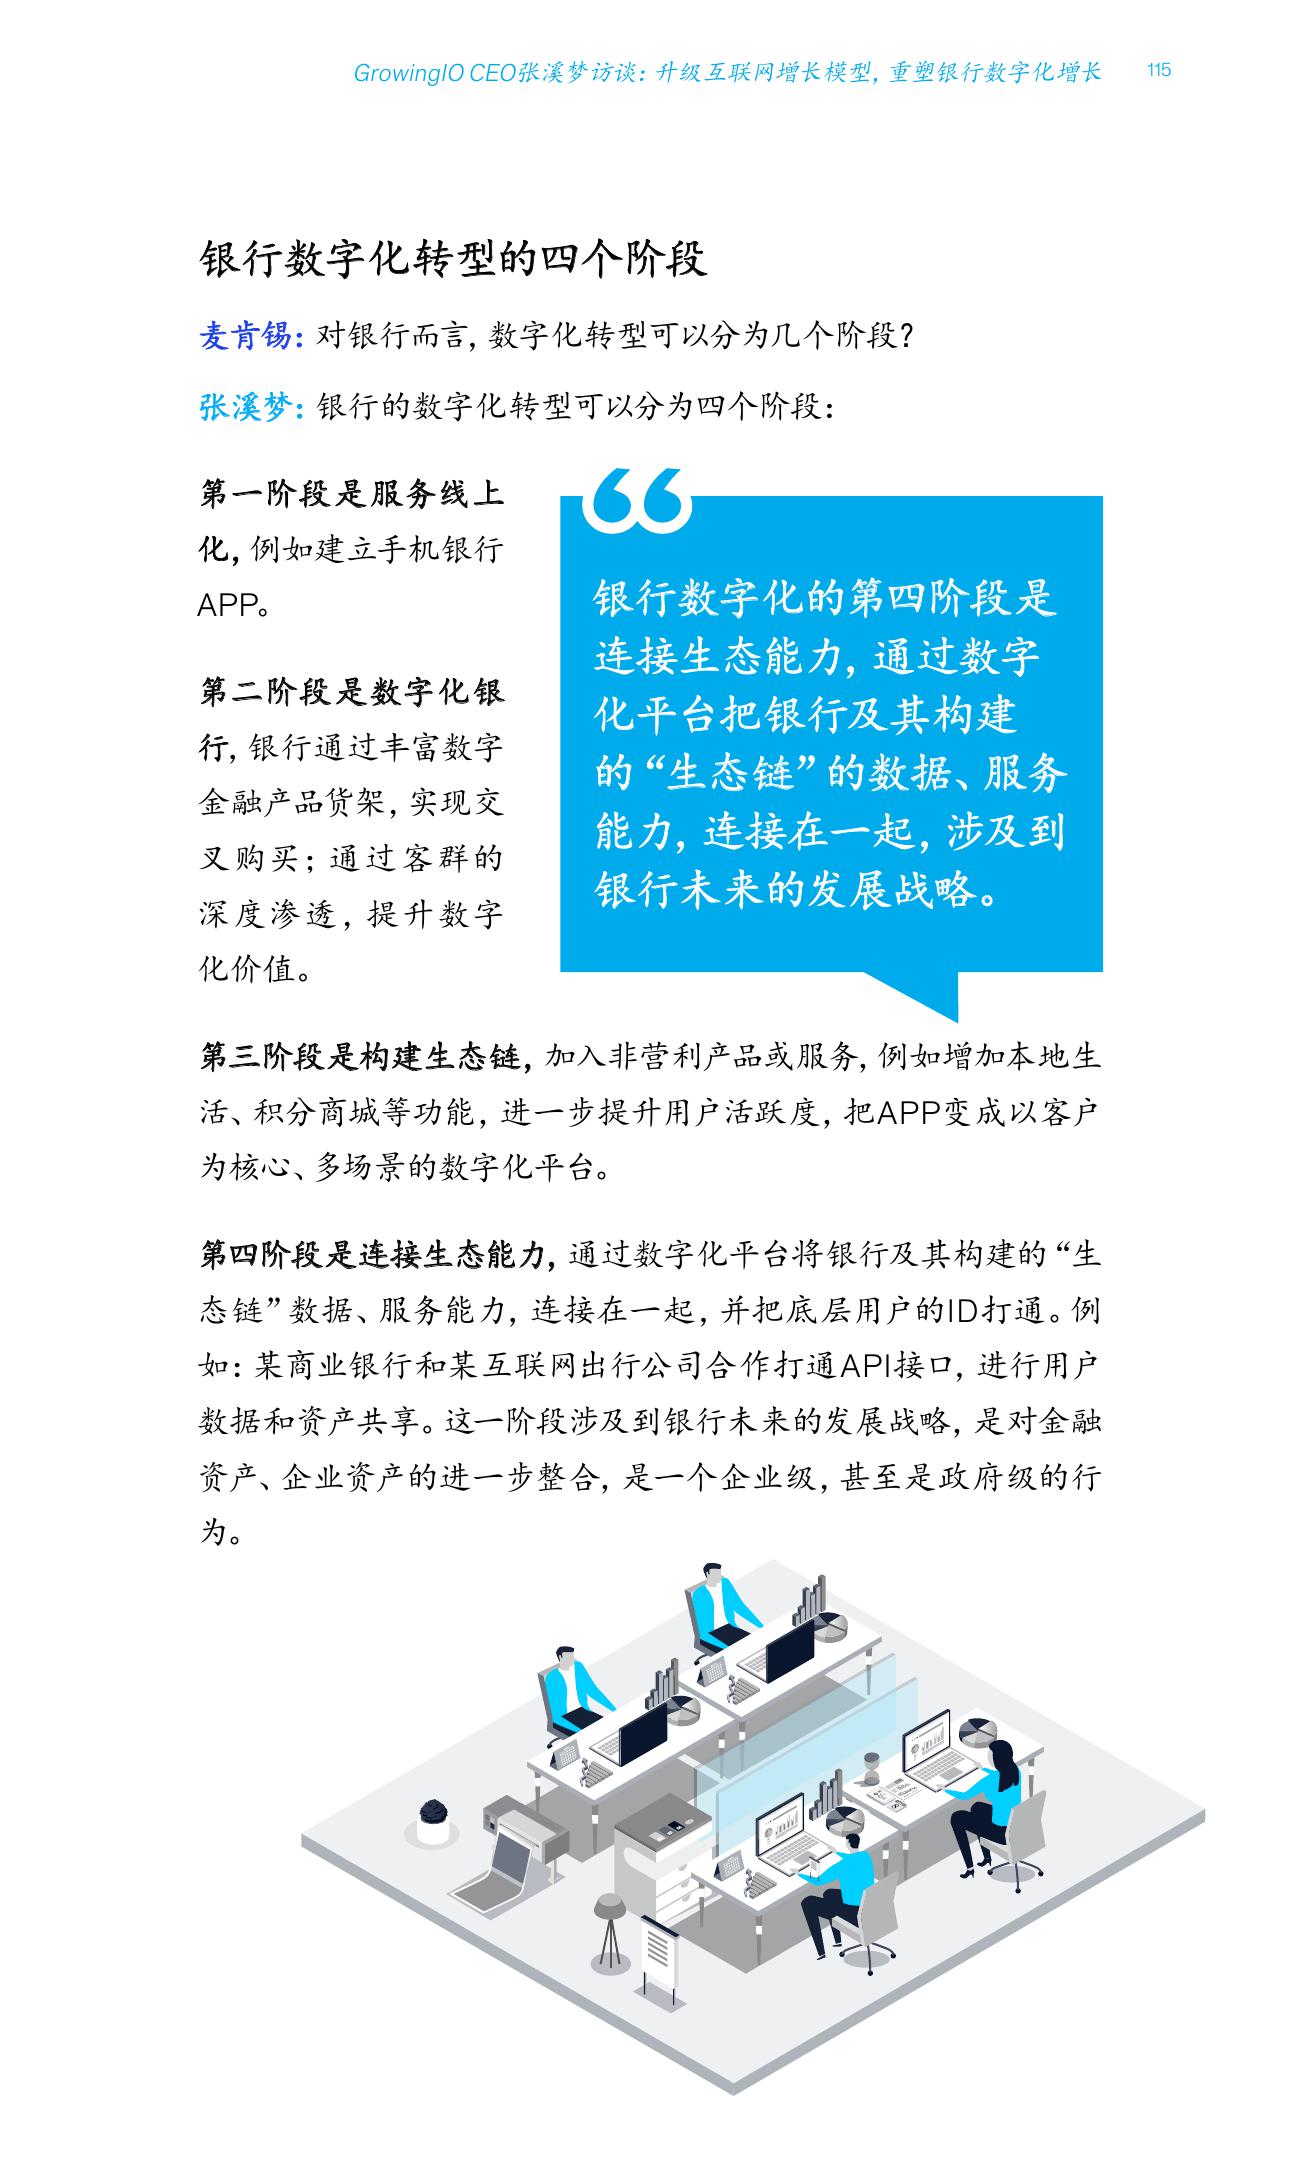 GrowingIO CEO张溪梦访谈：升级互联网增长模型，重塑银行数字化增长 115
银行数字化转型的四个阶段
麦肯锡：对银行而言，数字化转型可以分为几个阶段？
张溪梦：银行的数字化转型可以分为四个阶段：
第一阶段是服务线上
化，例如建立手机银行
APP。
第二阶段是数字化银
行，银行通过丰富数字
金融产品货架，实现交
叉购买；通过客群的
深度渗透，提升数字
化价值。
银行数字化的第四阶段是
连接生态能力，通过数字
化平台把银行及其构建
的“生态链”的数据、服务
能力，连接在一起，涉及到
银行未来的发展战略。
第三阶段是构建生态链，加入非营利产品或服务，例如增加本地生
活、积分商城等功能，进一步提升用户活跃度，把APP变成以客户
为核心、多场景的数字化平台。
第四阶段是连接生态能力，通过数字化平台将银行及其构建的“生
态链”数据、服务能力，连接在一起，并把底层用户的ID打通。例
如：某商业银行和某互联网出行公司合作打通API接口，进行用户
数据和资产共享。这一阶段涉及到银行未来的发展战略，是对金融
资产、企业资产的进一步整合，是一个企业级，甚至是政府级的行
为。